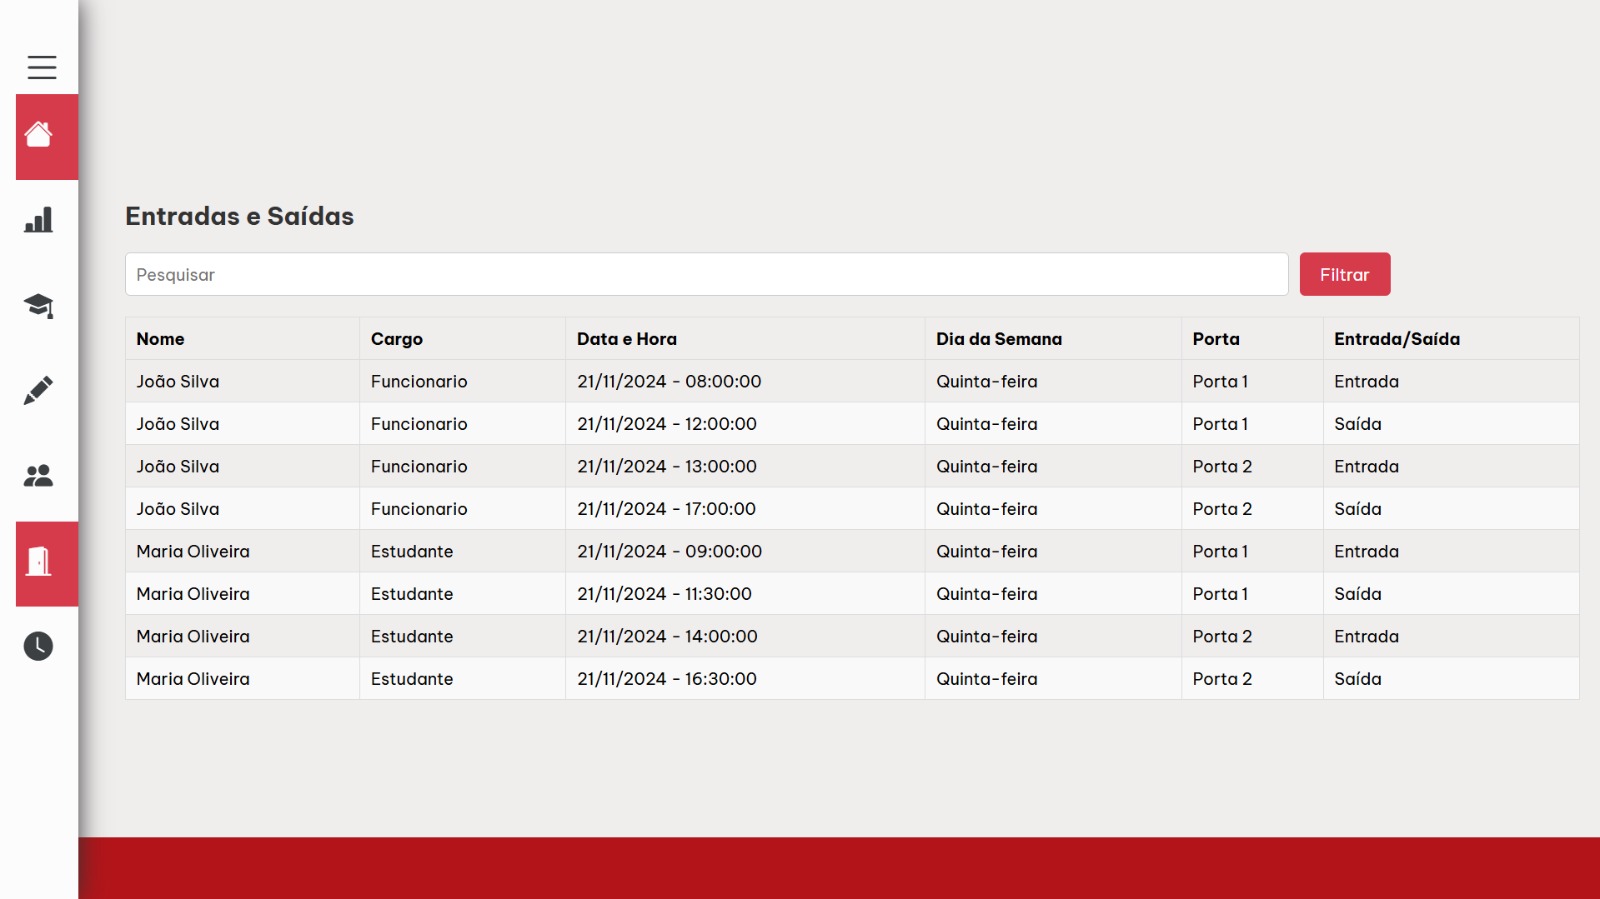 Entradas e Saídas
Pesquisar Filtrar
Nome Cargo Data e Hora Dia da Semana Porta Entrada/Saída
João Silva Funcionario 21/11/2024 - 08:00:00 Quinta-feira Porta 1 Entrada
João Silva Funcionario 21/11/2024 - 12:00:00 Quinta-feira Porta 1 Saída
João Silva Funcionario 21/11/2024 - 13:00:00 Quinta-feira Porta 2 Entrada
João Silva Funcionario 21/11/2024 - 17:00:00 Quinta-feira Porta 2 Saída
Maria Oliveira Estudante 21/11/2024 - 09:00:00 Quinta-feira Porta 1 Entrada
Maria Oliveira Estudante 21/11/2024 - 11:30:00 Quinta-feira Porta 1 Saída
Maria Oliveira Estudante 21/11/2024 - 14:00:00 Quinta-feira Porta 2 Entrada
Maria Oliveira Estudante 21/11/2024 - 16:30:00 Quinta-feira Porta 2 Saída